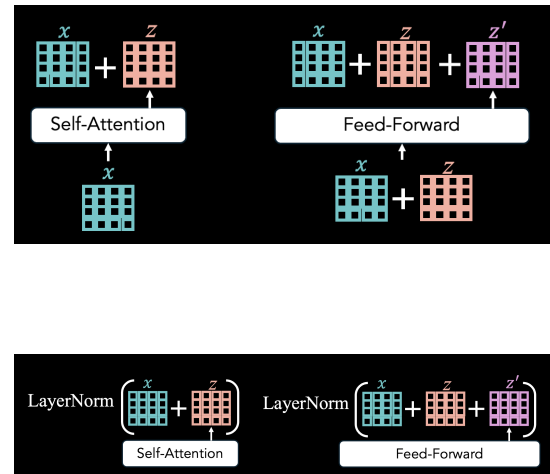 x + z
x + z + z′
Self-Attention
Feed-Forward
x
x + z
LayerNorm ( x + z )
LayerNorm ( x + z + z′ )
Self-Attention
Feed-Forward